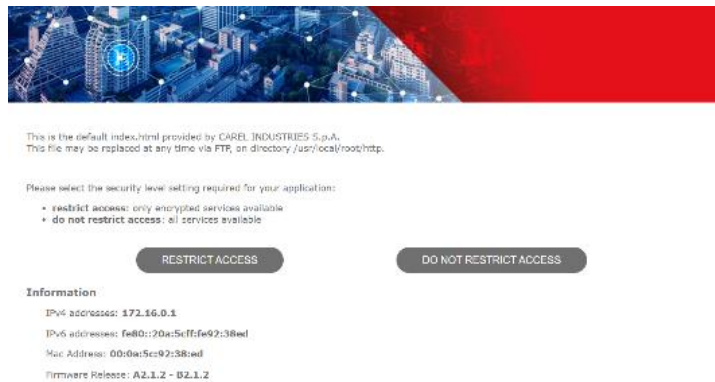 This is the default index.html provided by CAREL INDUSTRIES S.p.A.
This file may be replaced at any time via FTP, on directory /usr/local/root/http.
Please select the security level setting required for your application:
• restrict access: only encrypted services available
• do not restrict access: all services available
RESTRICT ACCESS
DO NOT RESTRICT ACCESS
Information
IPv4 addresses: 172.16.0.1
IPv6 addresses: fe80::20a:5cff:fe92:38ed
Mac Address: 00:0a:5c:92:38:ed
Firmware Release: A2.1.2 - B2.1.2